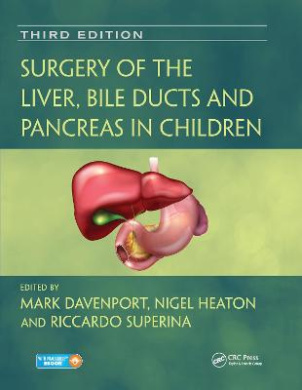 THIRD EDITION
SURGERY OF THE
LIVER, BILE DUCTS AND
PANCREAS IN CHILDREN
EDITED BY
MARK DAVENPORT, NIGEL HEATON
AND RICCARDO SUPERINA
CRC Press